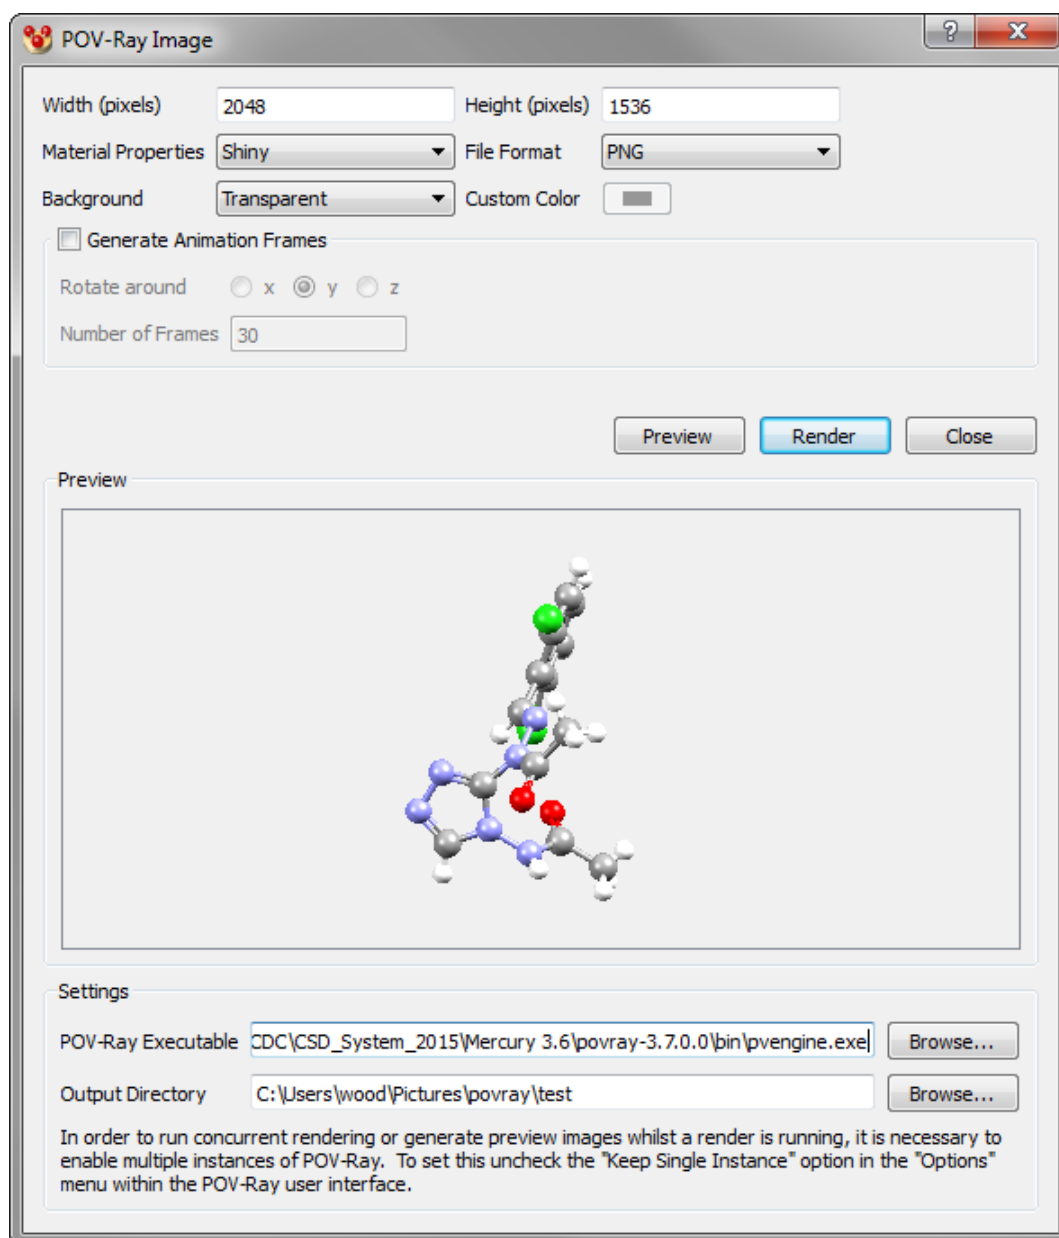 POV-Ray Image
Width (pixels) 2048 Height (pixels) 1536
Material Properties Shiny File Format PNG
Background Transparent Custom Color
Generate Animation Frames
Rotate around x y z
Number of Frames 30
Preview Render Close
Preview
Settings
POV-Ray Executable CDC\CSD_System_2015\Mercury 3.6\povray-3.7.0.0\bin\pvengine.exe Browse...
Output Directory C:\Users\wood\Pictures\povray\test Browse...
In order to run concurrent rendering or generate preview images whilst a render is running, it is necessary to
enable multiple instances of POV-Ray. To set this uncheck the "Keep Single Instance" option in the "Options"
menu within the POV-Ray user interface.